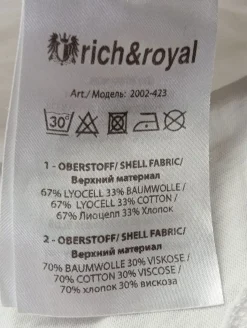 rich&royal
Art./ Модель: 2002-423
30°
1 - OBERSTOFF/ SHELL FABRIC/
Верхний материал
67% LYOCELL 33% BAUMWOLLE /
67% LYOCELL 33% COTTON /
67% Лиоцелл 33% Хлопок
2 - OBERSTOFF/ SHELL FABRIC/
Верхний материал
70% BAUMWOLLE 30% VISKOSE /
70% COTTON 30% VISCOSE /
70% хлопок 30% вискоза